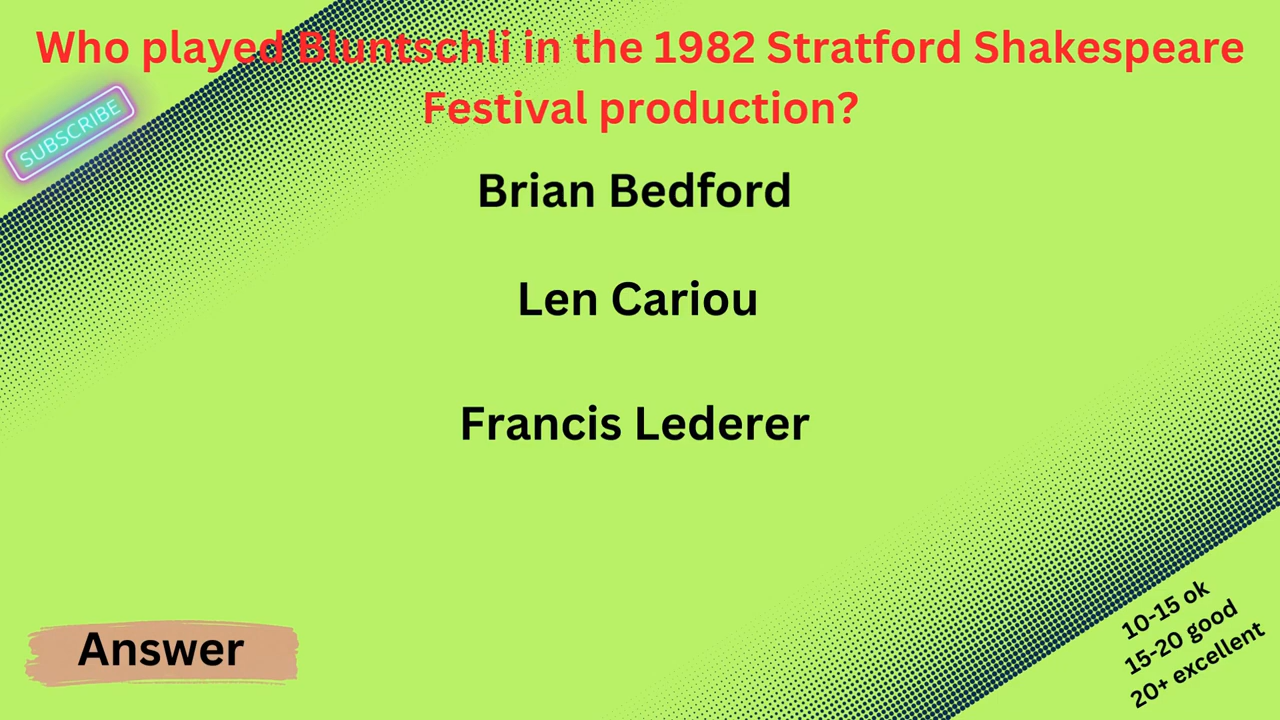 Who played Bluntschli in the 1982 Stratford Shakespeare
Festival production?
SUBSCRIBE
Brian Bedford
Len Cariou
Francis Lederer
Answer
10-15 ok
15-20 good
20+ excellent